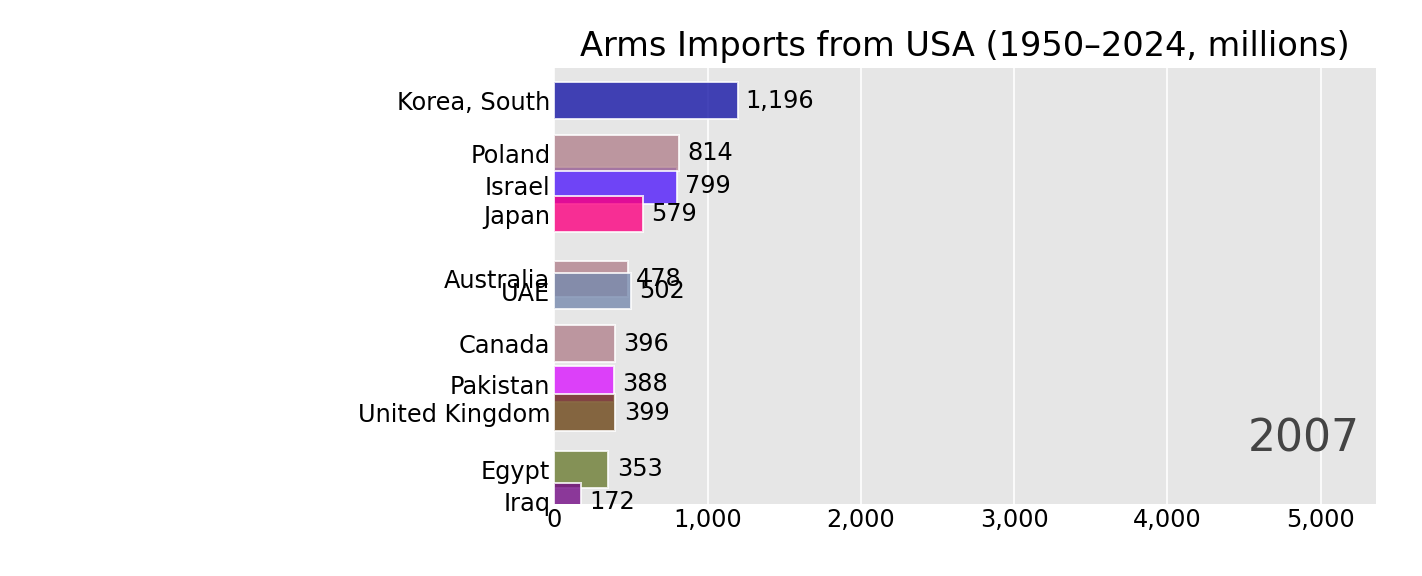 Arms Imports from USA (1950–2024, millions)
Korea, South 1,196
Poland 814
Israel 799
Japan 579
Australia 478
UAE 502
Canada 396
Pakistan 388
United Kingdom 399
2007
Egypt 353
Iraq 172
0 1,000 2,000 3,000 4,000 5,000